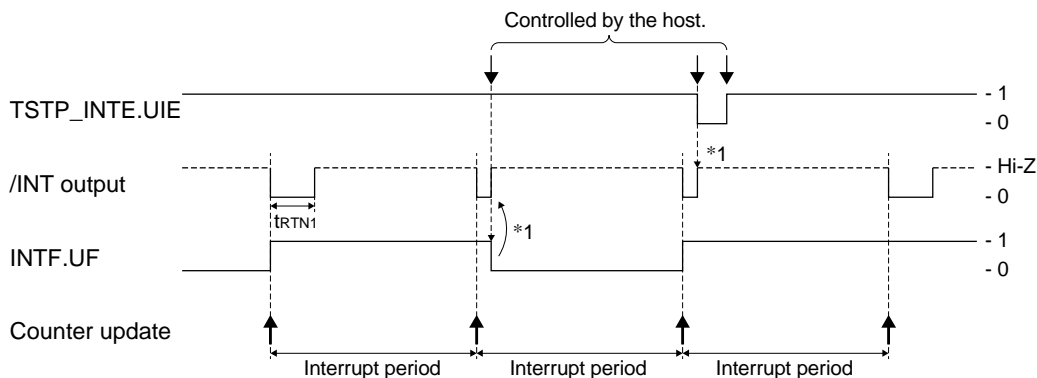 Controlled by the host.
TSTP_INTE.UIE
- 1
- 0
*1
/INT output
- Hi-Z
- 0
tRTN1
*1
INTF.UF
- 1
- 0
Counter update
Interrupt period
Interrupt period
Interrupt period